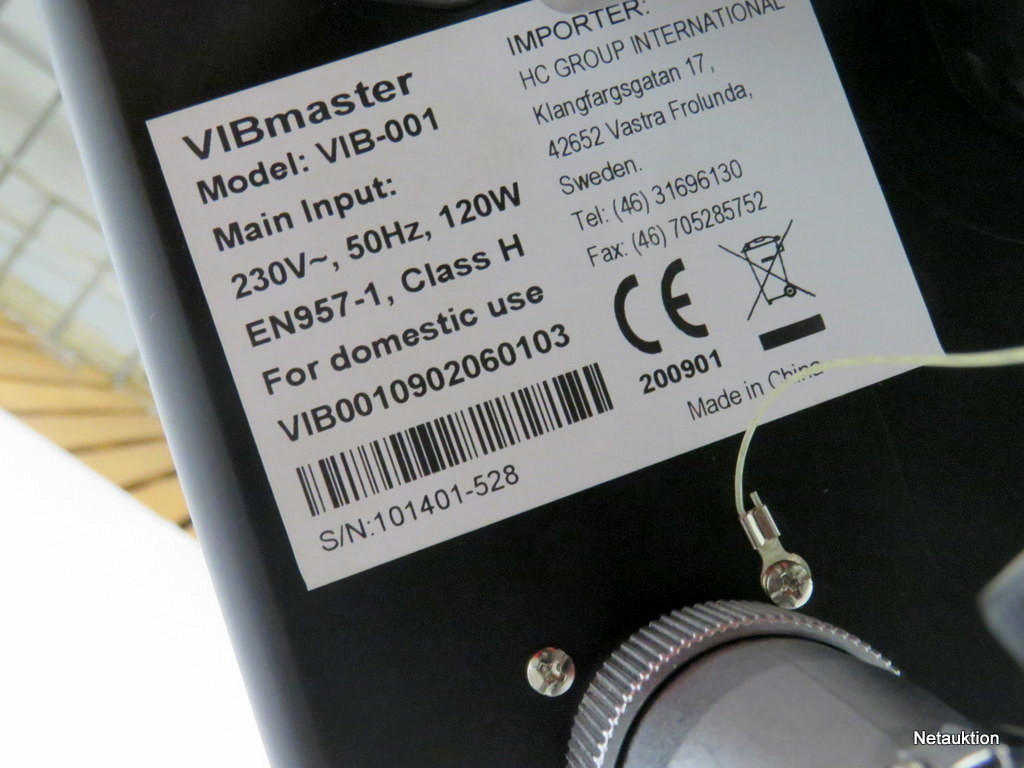 VIBmaster
Model: VIB-001
Main Input:
230V~, 50Hz, 120W
EN957-1, Class H
For domestic use
VIB0010902060103
S/N:101401-528
IMPORTER:
HC GROUP INTERNATIONAL
Klangfargsgatan 17,
42652 Vastra Frolunda,
Sweden.
Tel: (46) 31696130
Fax: (46) 705285752
CE
200901
Made in China
Netauktion